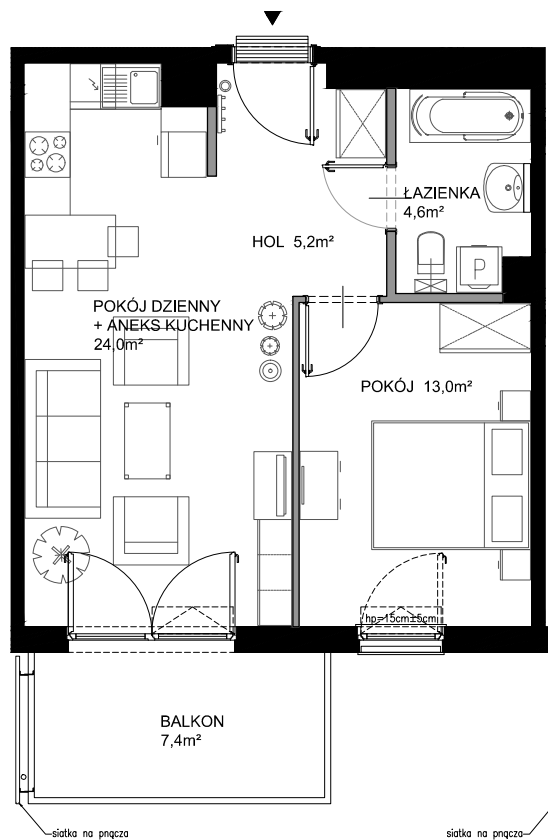 ŁAZIENKA
4,6m²
HOL 5,2m²
P
POKÓJ DZIENNY
+ ANEKS KUCHENNY
24,0m²
POKÓJ 13,0m²
hp=15cm±5cm
BALKON
7,4m²
siatka na pnącza
siatka na pnącza